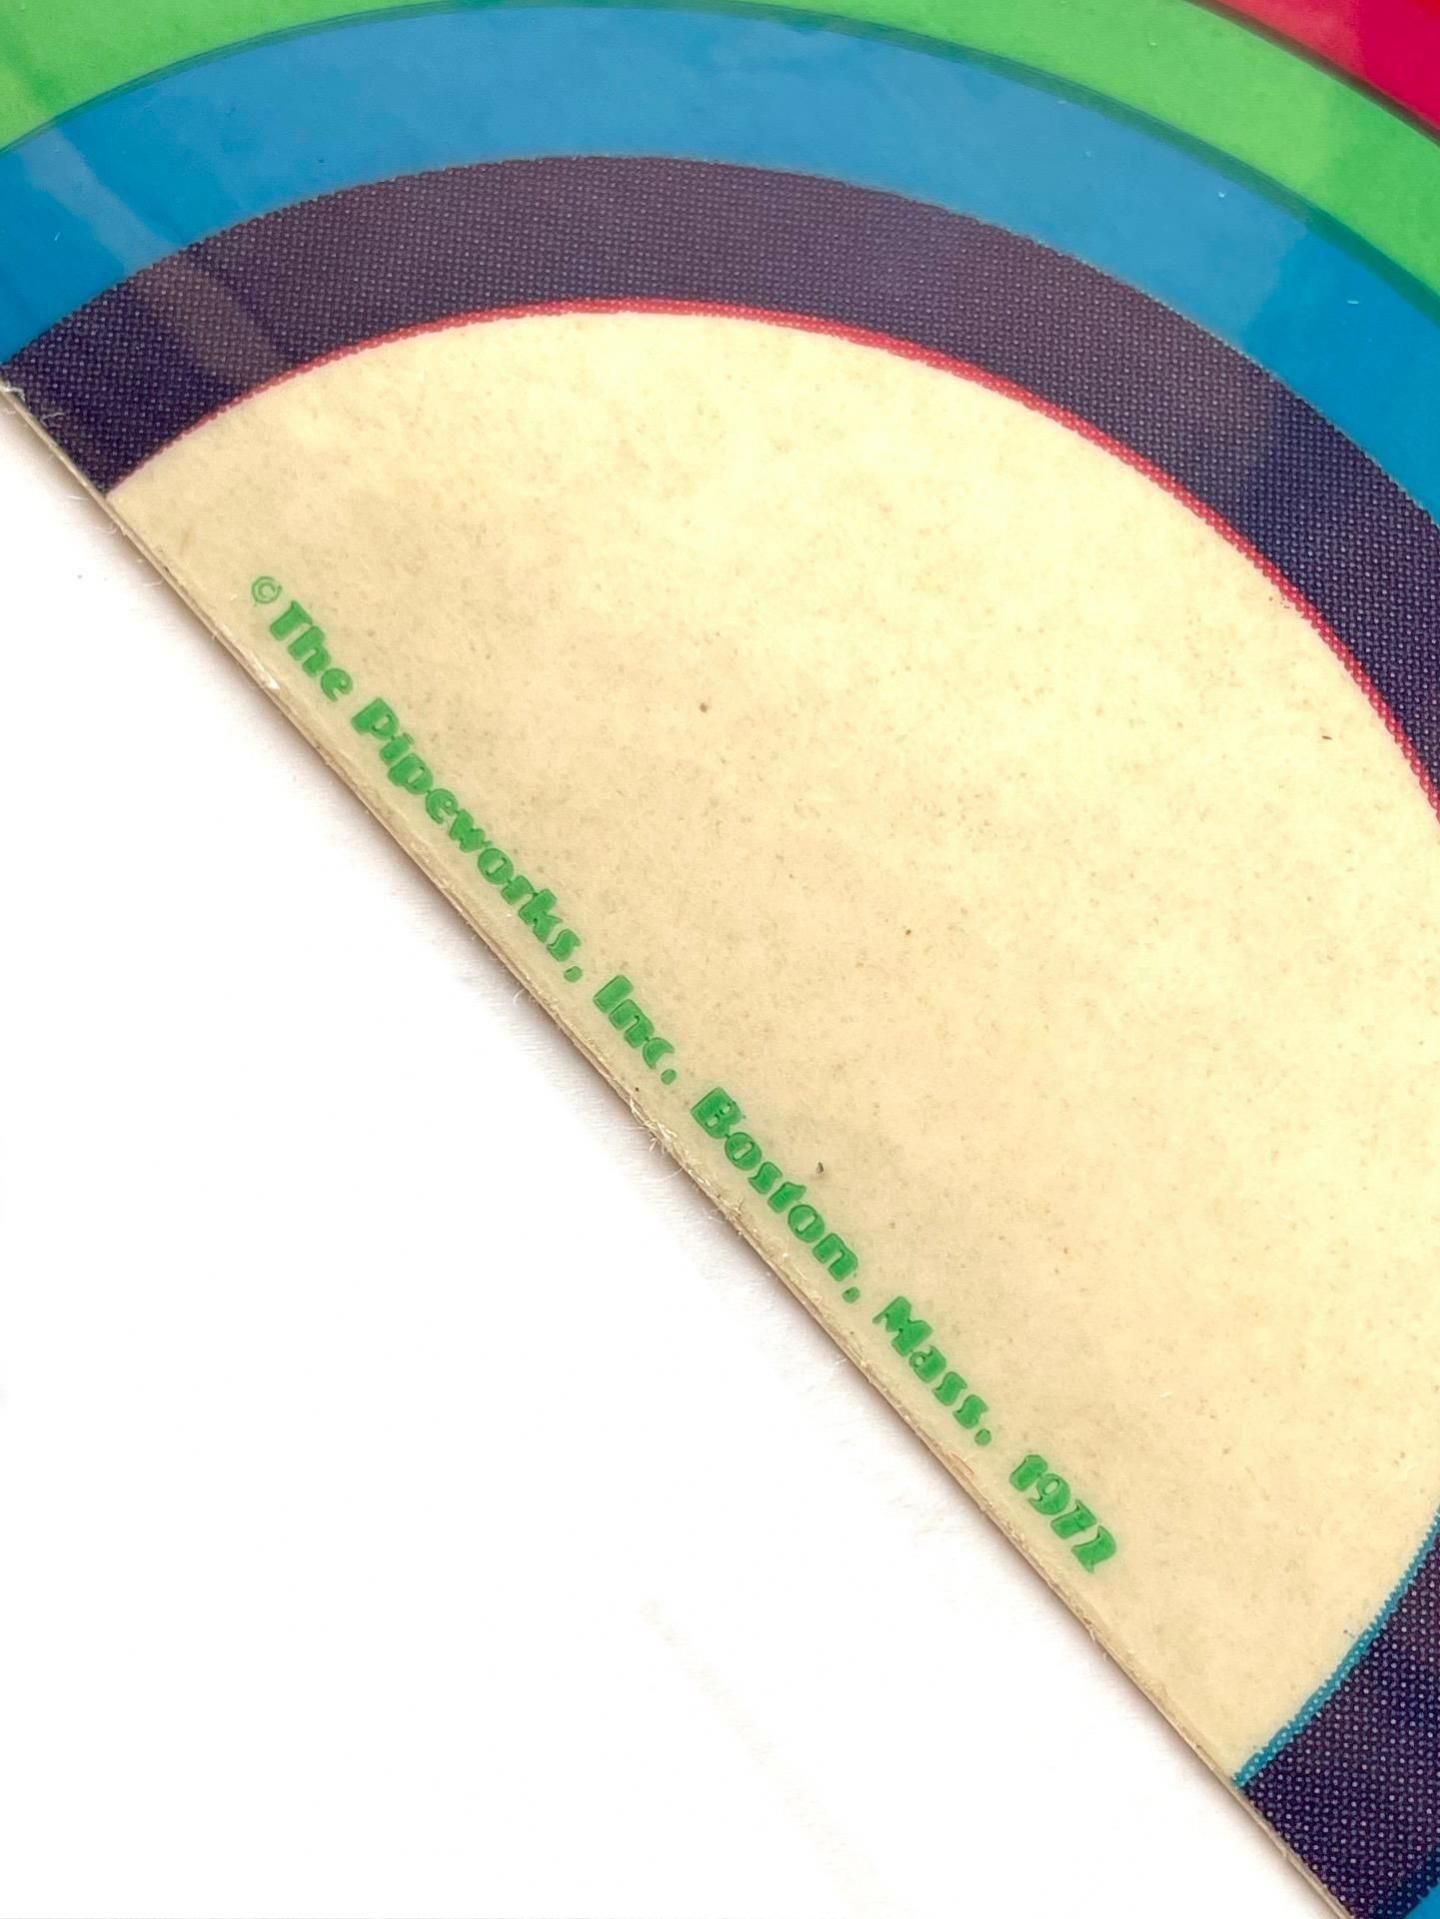 © The Pipeworks, Inc. Boston, Mass. 1972